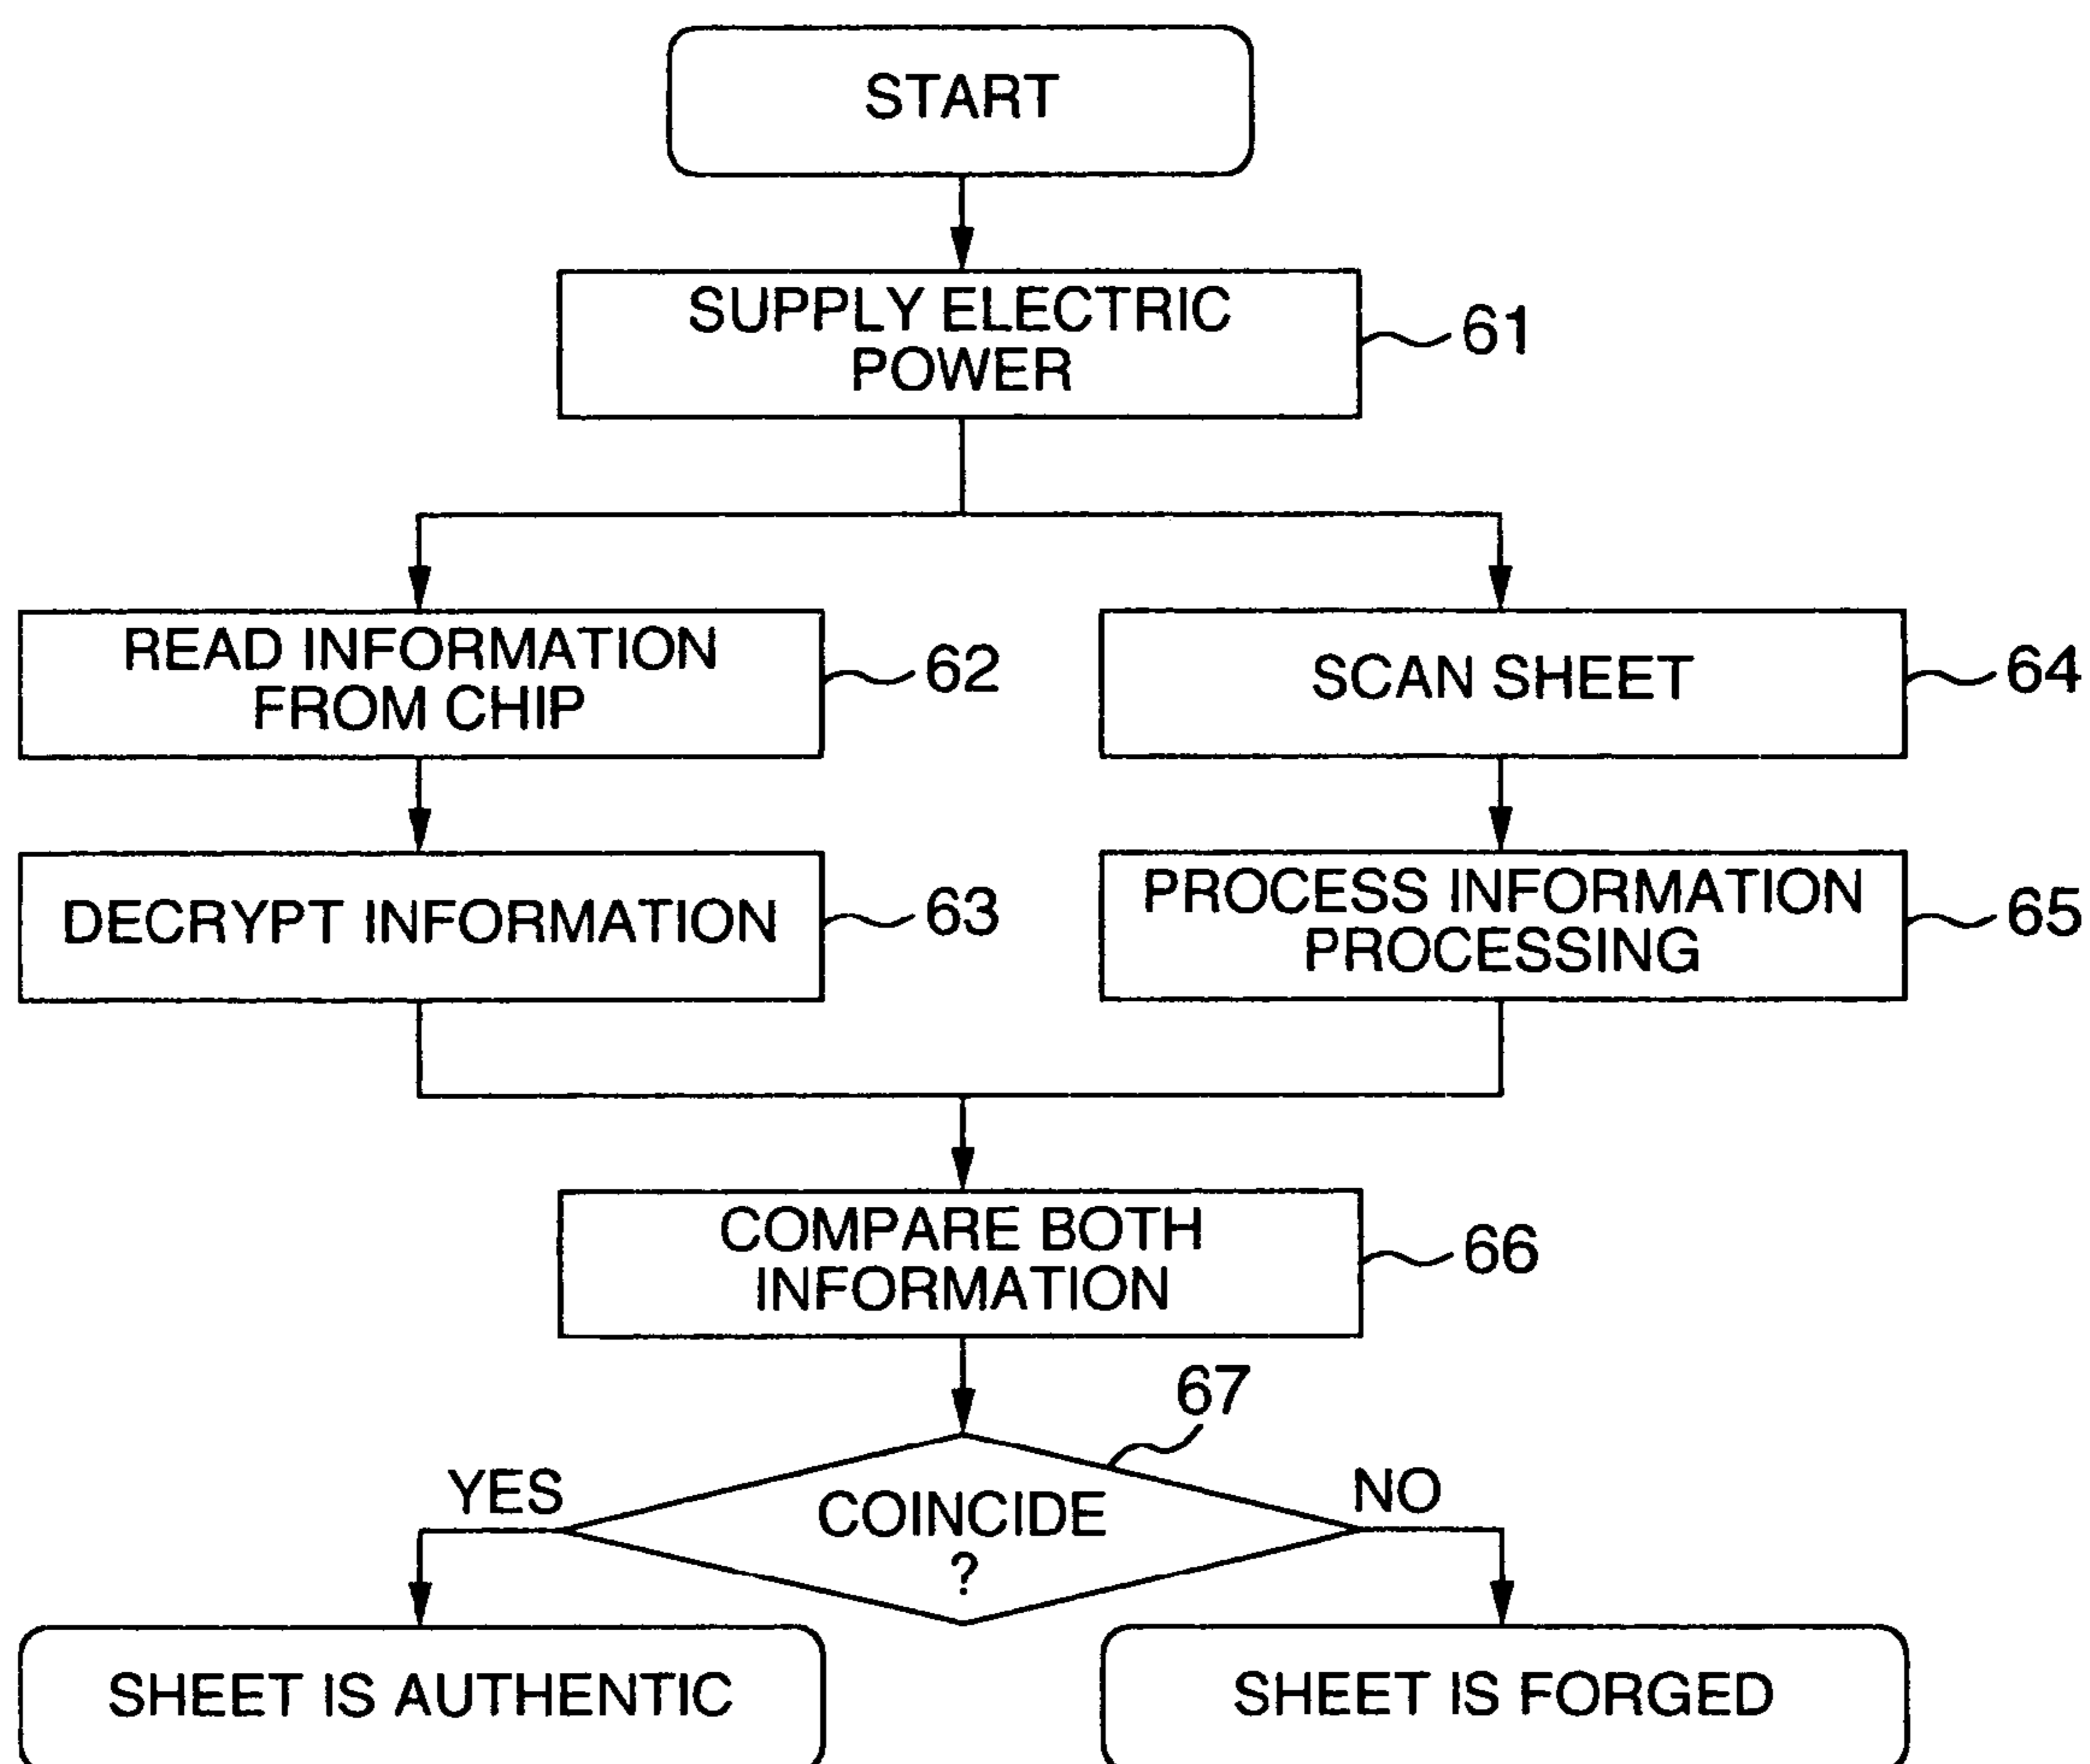 START
SUPPLY ELECTRIC
POWER
61
READ INFORMATION
FROM CHIP
62
SCAN SHEET
64
DECRYPT INFORMATION
63
PROCESS INFORMATION
PROCESSING
65
COMPARE BOTH
INFORMATION
66
67
YES
COINCIDE
?
NO
SHEET IS AUTHENTIC
SHEET IS FORGED